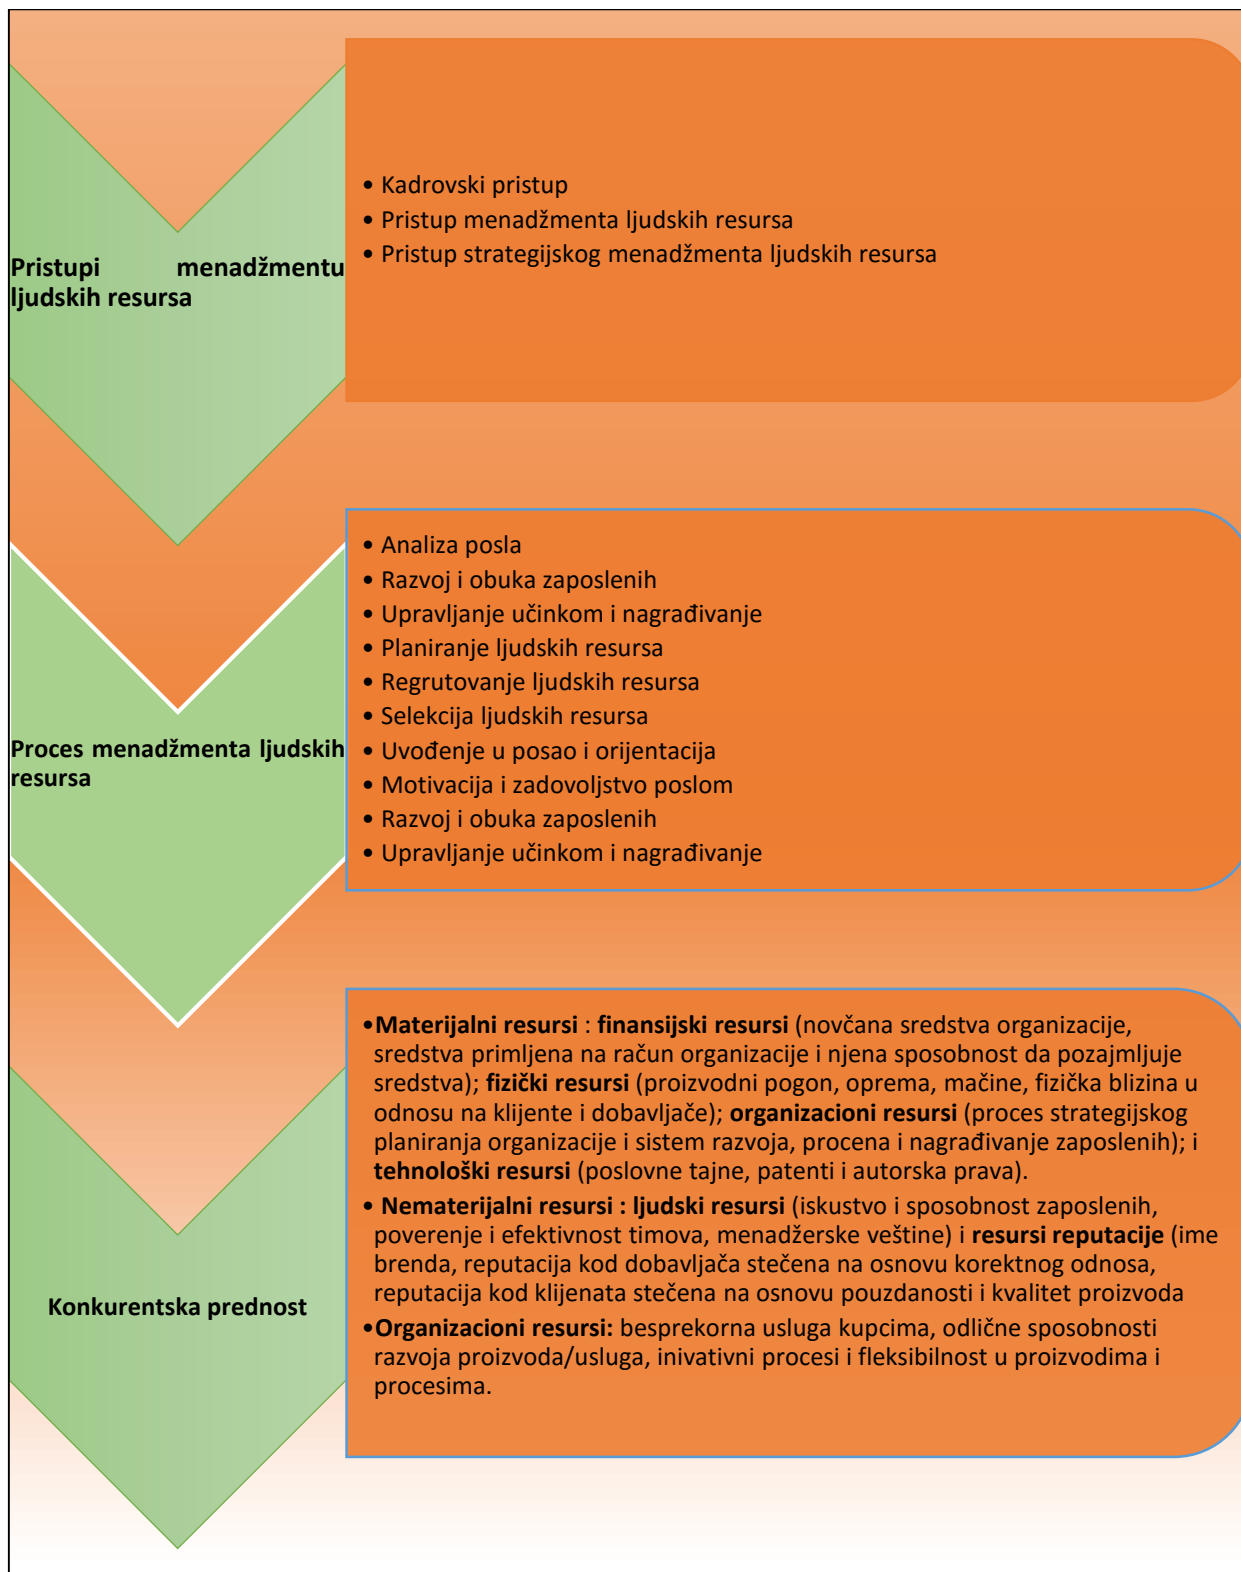 Pristupi menadžmentu
ljudskih resursa
• Kadrovski pristup
• Pristup menadžmenta ljudskih resursa
• Pristup strategijskog menadžmenta ljudskih resursa
Proces menadžmenta ljudskih
resursa
• Analiza posla
• Razvoj i obuka zaposlenih
• Upravljanje učinkom i nagrađivanje
• Planiranje ljudskih resursa
• Regrutovanje ljudskih resursa
• Selekcija ljudskih resursa
• Uvođenje u posao i orijentacija
• Motivacija i zadovoljstvo poslom
• Razvoj i obuka zaposlenih
• Upravljanje učinkom i nagrađivanje
Konkurentska prednost
•Materijalni resursi : finansijski resursi (novčana sredstva organizacije,
sredstva primljena na račun organizacije i njena sposobnost da pozajmljuje
sredstva); fizički resursi (proizvodni pogon, oprema, mačine, fizička blizina u
odnosu na klijente i dobavljače); organizacioni resursi (proces strategijskog
planiranja organizacije i sistem razvoja, procena i nagrađivanje zaposlenih); i
tehnološki resursi (poslovne tajne, patenti i autorska prava).
• Nematerijalni resursi : ljudski resursi (iskustvo i sposobnost zaposlenih,
poverenje i efektivnost timova, menadžerske veštine) i resursi reputacije (ime
brenda, reputacija kod dobavljača stečena na osnovu korektnog odnosa,
reputacija kod klijenata stečena na osnovu pouzdanosti i kvalitet proizvoda
•Organizacioni resursi: besprekorna usluga kupcima, odlične sposobnosti
razvoja proizvoda/usluga, inivativni procesi i fleksibilnost u proizvodima i
procesima.